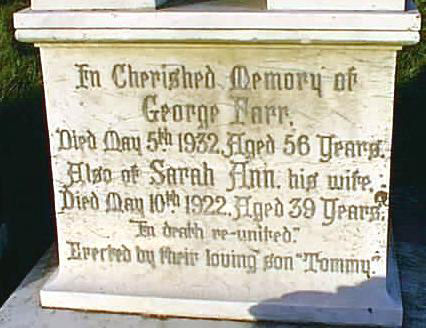 In Cherished Memory of
George Farr.
Died May 5th 1932. Aged 56 Years.
Also of Sarah Ann, his wife,
Died May 10th 1922. Aged 39 Years.
"In death re-united."
Erected by their loving son "Tommy."